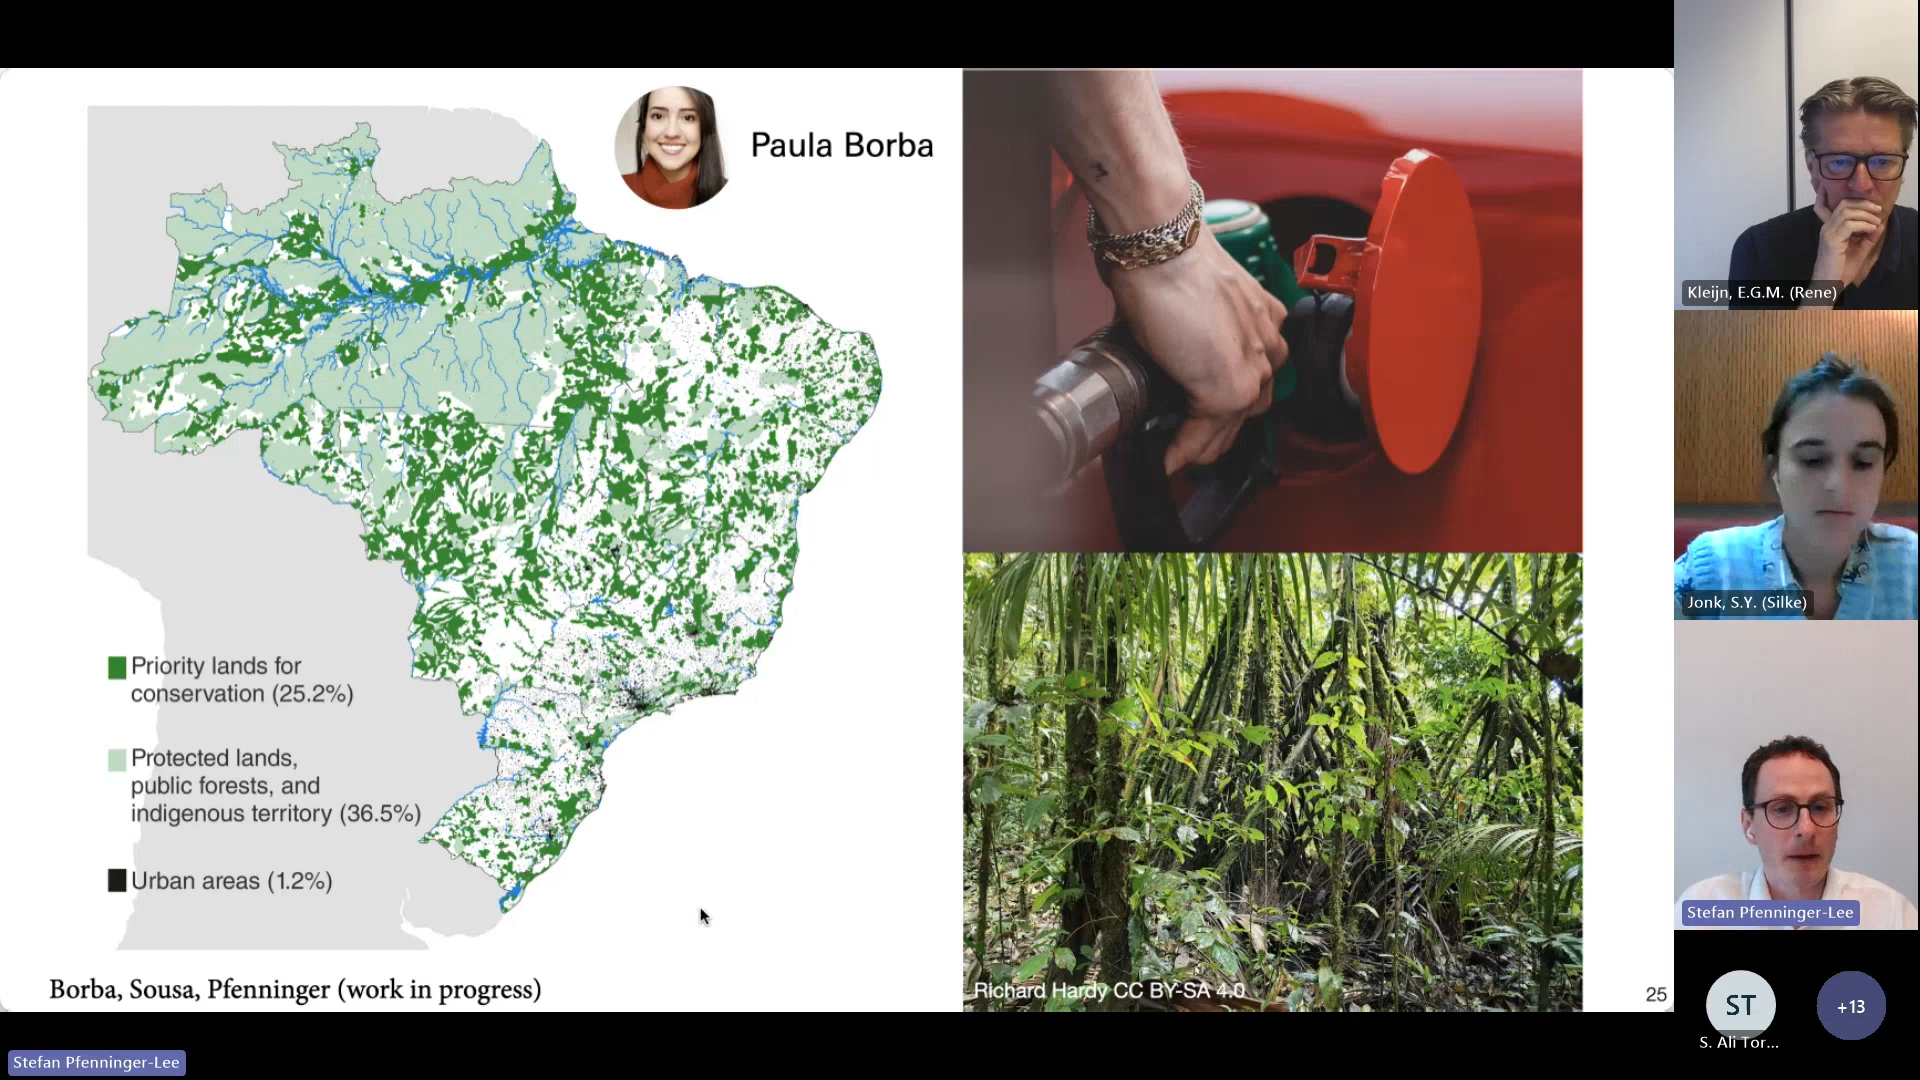 Paula Borba
Priority lands for
conservation (25.2%)
Protected lands,
public forests, and
indigenous territory (36.5%)
Urban areas (1.2%)
Borba, Sousa, Pfenninger (work in progress)
Richard Hardy CC BY-SA 4.0
25
Kleijn, E.G.M. (Rene)
Jonk, S.Y. (Silke)
Stefan Pfenninger-Lee
ST
+13
S. Ali Tor...
Stefan Pfenninger-Lee